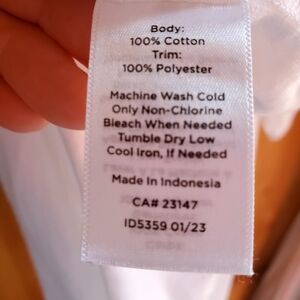 Body:
100% Cotton
Trim:
100% Polyester
Machine Wash Cold
Only Non-Chlorine
Bleach When Needed
Tumble Dry Low
Cool Iron, If Needed
Made In Indonesia
CA# 23147
ID5359 01/23